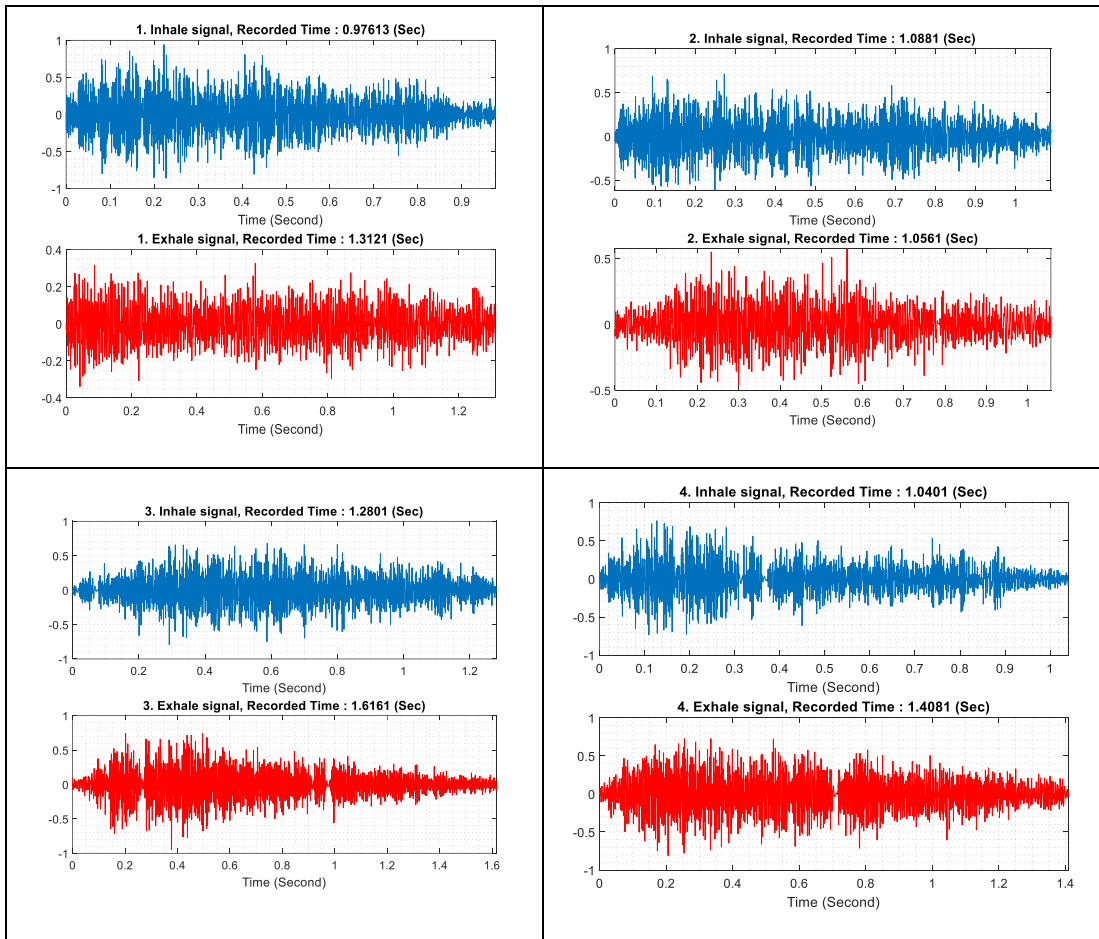 1. Inhale signal, Recorded Time : 0.97613 (Sec)
1
0.5
0
-0.5
-1
0 0.1 0.2 0.3 0.4 0.5 0.6 0.7 0.8 0.9
Time (Second)
1. Exhale signal, Recorded Time : 1.3121 (Sec)
0.4
0.2
0
-0.2
-0.4
0 0.2 0.4 0.6 0.8 1 1.2
Time (Second)
2. Inhale signal, Recorded Time : 1.0881 (Sec)
1
0.5
0
-0.5
0 0.1 0.2 0.3 0.4 0.5 0.6 0.7 0.8 0.9 1
Time (Second)
2. Exhale signal, Recorded Time : 1.0561 (Sec)
0.5
0
-0.5
0 0.1 0.2 0.3 0.4 0.5 0.6 0.7 0.8 0.9 1
Time (Second)
3. Inhale signal, Recorded Time : 1.2801 (Sec)
1
0.5
0
-0.5
-1
0 0.2 0.4 0.6 0.8 1 1.2
Time (Second)
3. Exhale signal, Recorded Time : 1.6161 (Sec)
1
0.5
0
-0.5
-1
0 0.2 0.4 0.6 0.8 1 1.2 1.4 1.6
Time (Second)
4. Inhale signal, Recorded Time : 1.0401 (Sec)
1
0.5
0
-0.5
-1
0 0.1 0.2 0.3 0.4 0.5 0.6 0.7 0.8 0.9 1
Time (Second)
4. Exhale signal, Recorded Time : 1.4081 (Sec)
1
0.5
0
-0.5
-1
0 0.2 0.4 0.6 0.8 1 1.2 1.4
Time (Second)